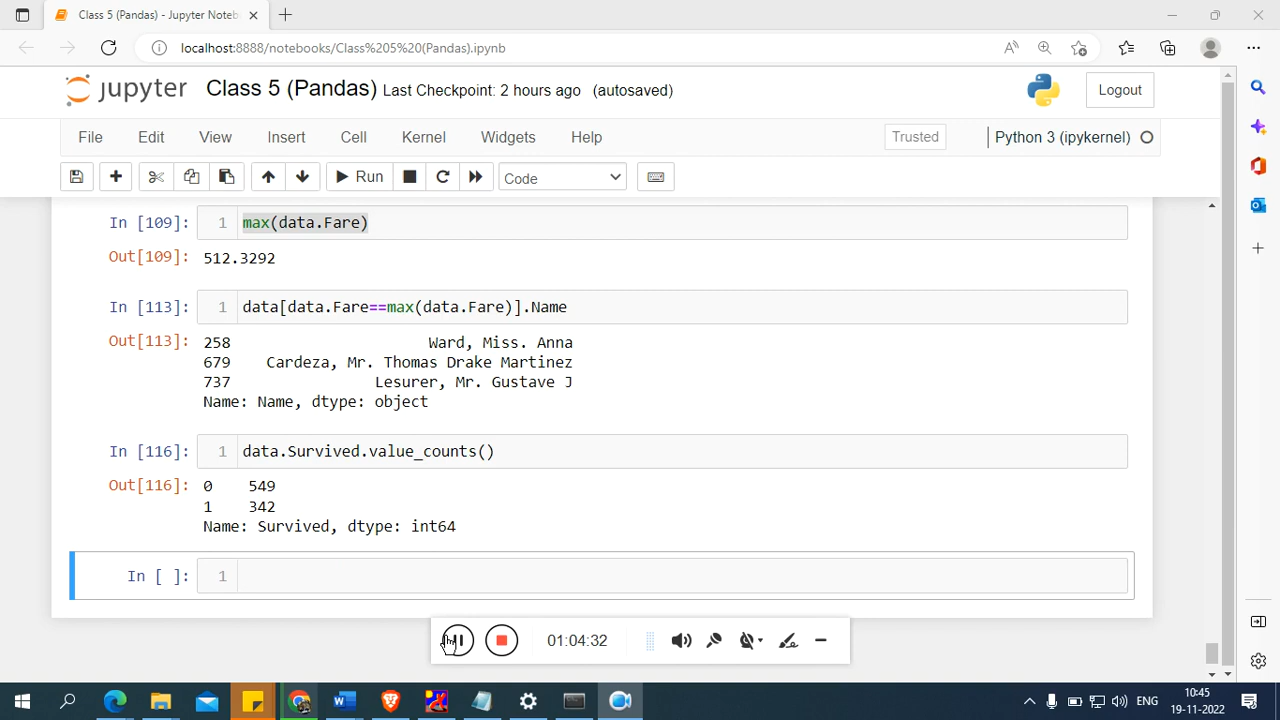 Class 5 (Pandas) - Jupyter Noteb
localhost:8888/notebooks/Class%205%20(Pandas).ipynb
jupyter Class 5 (Pandas) Last Checkpoint: 2 hours ago (autosaved) Logout
File Edit View Insert Cell Kernel Widgets Help Trusted Python 3 (ipykernel)
Run Code
In [109]: 1 max(data.Fare)
Out[109]: 512.3292
In [113]: 1 data[data.Fare==max(data.Fare)].Name
Out[113]: 258 Ward, Miss. Anna
679 Cardeza, Mr. Thomas Drake Martinez
737 Lesurer, Mr. Gustave J
Name: Name, dtype: object
In [116]: 1 data.Survived.value_counts()
Out[116]: 0 549
1 342
Name: Survived, dtype: int64
In [ ]: 1
01:04:32
ENG
10:45
19-11-2022